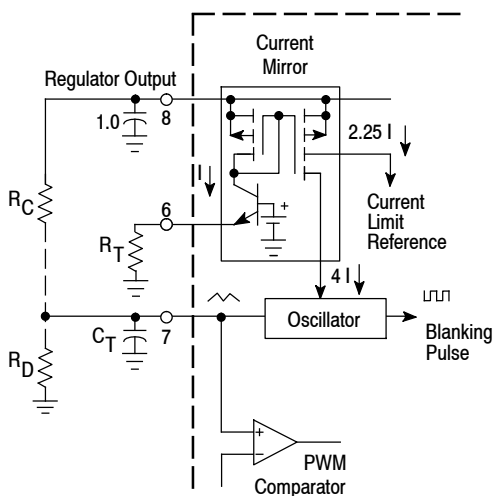 Current
Mirror
Regulator Output
1.0
8
2.25 I
I
+
Current
Limit
Reference
R_C
6
R_T
4 I
Oscillator
Blanking
Pulse
C_T
7
R_D
+
−
PWM
Comparator